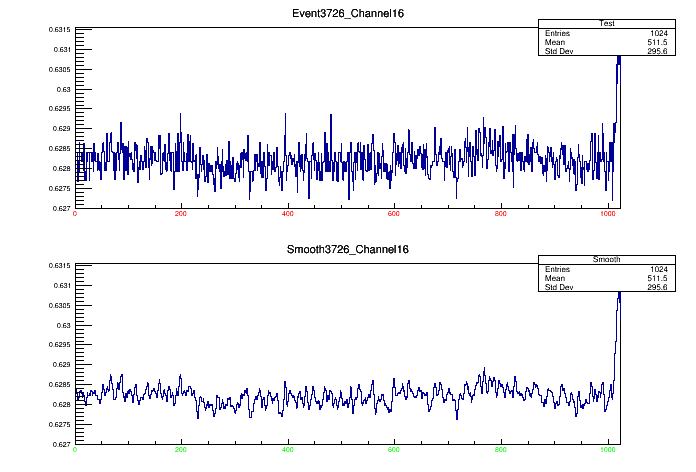 Event3726_Channel16
Test
Entries 1024
Mean 511.5
Std Dev 295.6
0.6315
0.631
0.6305
0.63
0.6295
0.629
0.6285
0.628
0.6275
0.627
0 200 400 600 800 1000
Smooth3726_Channel16
Smooth
Entries 1024
Mean 511.5
Std Dev 295.6
0.6315
0.631
0.6305
0.63
0.6295
0.629
0.6285
0.628
0.6275
0.627
0 200 400 600 800 1000